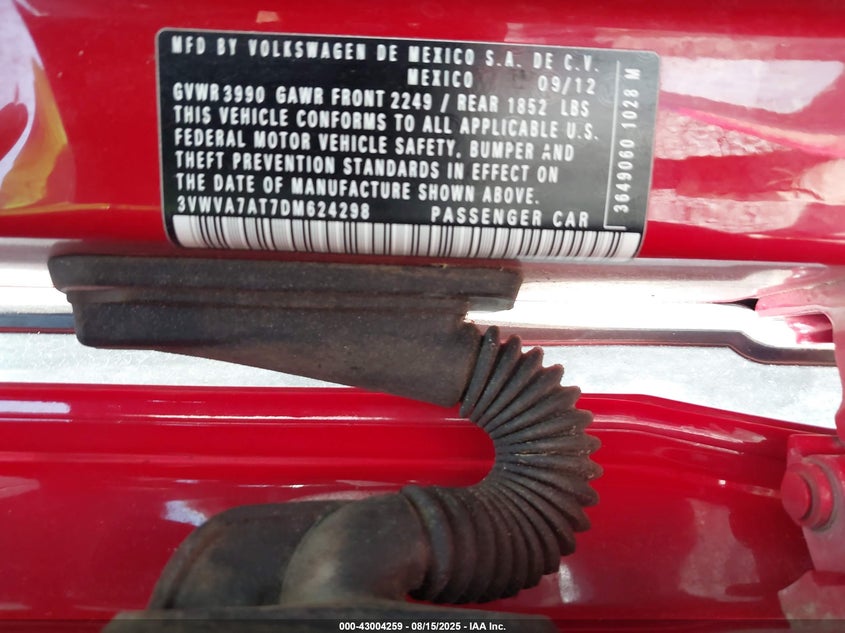 MFD BY VOLKSWAGEN DE MEXICO S.A. DE C.V.
MEXICO 09/12
GVWR 3990 GAWR FRONT 2249 / REAR 1852 LBS
THIS VEHICLE CONFORMS TO ALL APPLICABLE U.S.
FEDERAL MOTOR VEHICLE SAFETY, BUMPER AND
THEFT PREVENTION STANDARDS IN EFFECT ON
THE DATE OF MANUFACTURE SHOWN ABOVE.
3VWVA7AT7DM624298 PASSENGER CAR
3649060 1028 M
000-43004259 - 08/15/2025 - IAA Inc.